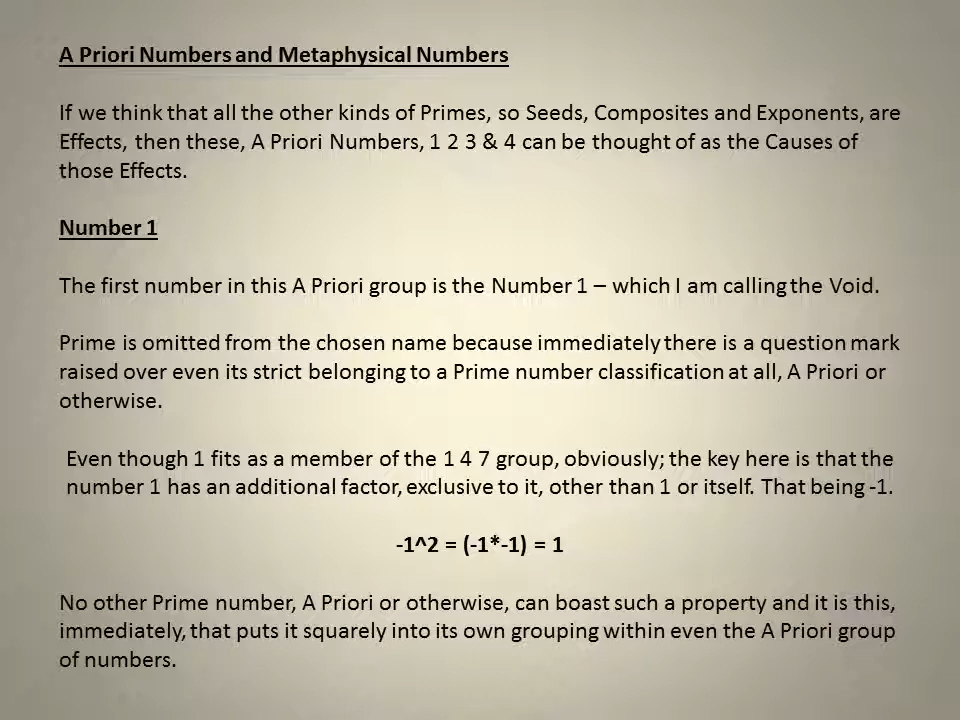 A Priori Numbers and Metaphysical Numbers
If we think that all the other kinds of Primes, so Seeds, Composites and Exponents, are
Effects, then these, A Priori Numbers, 1 2 3 & 4 can be thought of as the Causes of
those Effects.
Number 1
The first number in this A Priori group is the Number 1 – which I am calling the Void.
Prime is omitted from the chosen name because immediately there is a question mark
raised over even its strict belonging to a Prime number classification at all, A Priori or
otherwise.
Even though 1 fits as a member of the 1 4 7 group, obviously; the key here is that the
number 1 has an additional factor, exclusive to it, other than 1 or itself. That being -1.
-1^2 = (-1*-1) = 1
No other Prime number, A Priori or otherwise, can boast such a property and it is this,
immediately, that puts it squarely into its own grouping within even the A Priori group
of numbers.